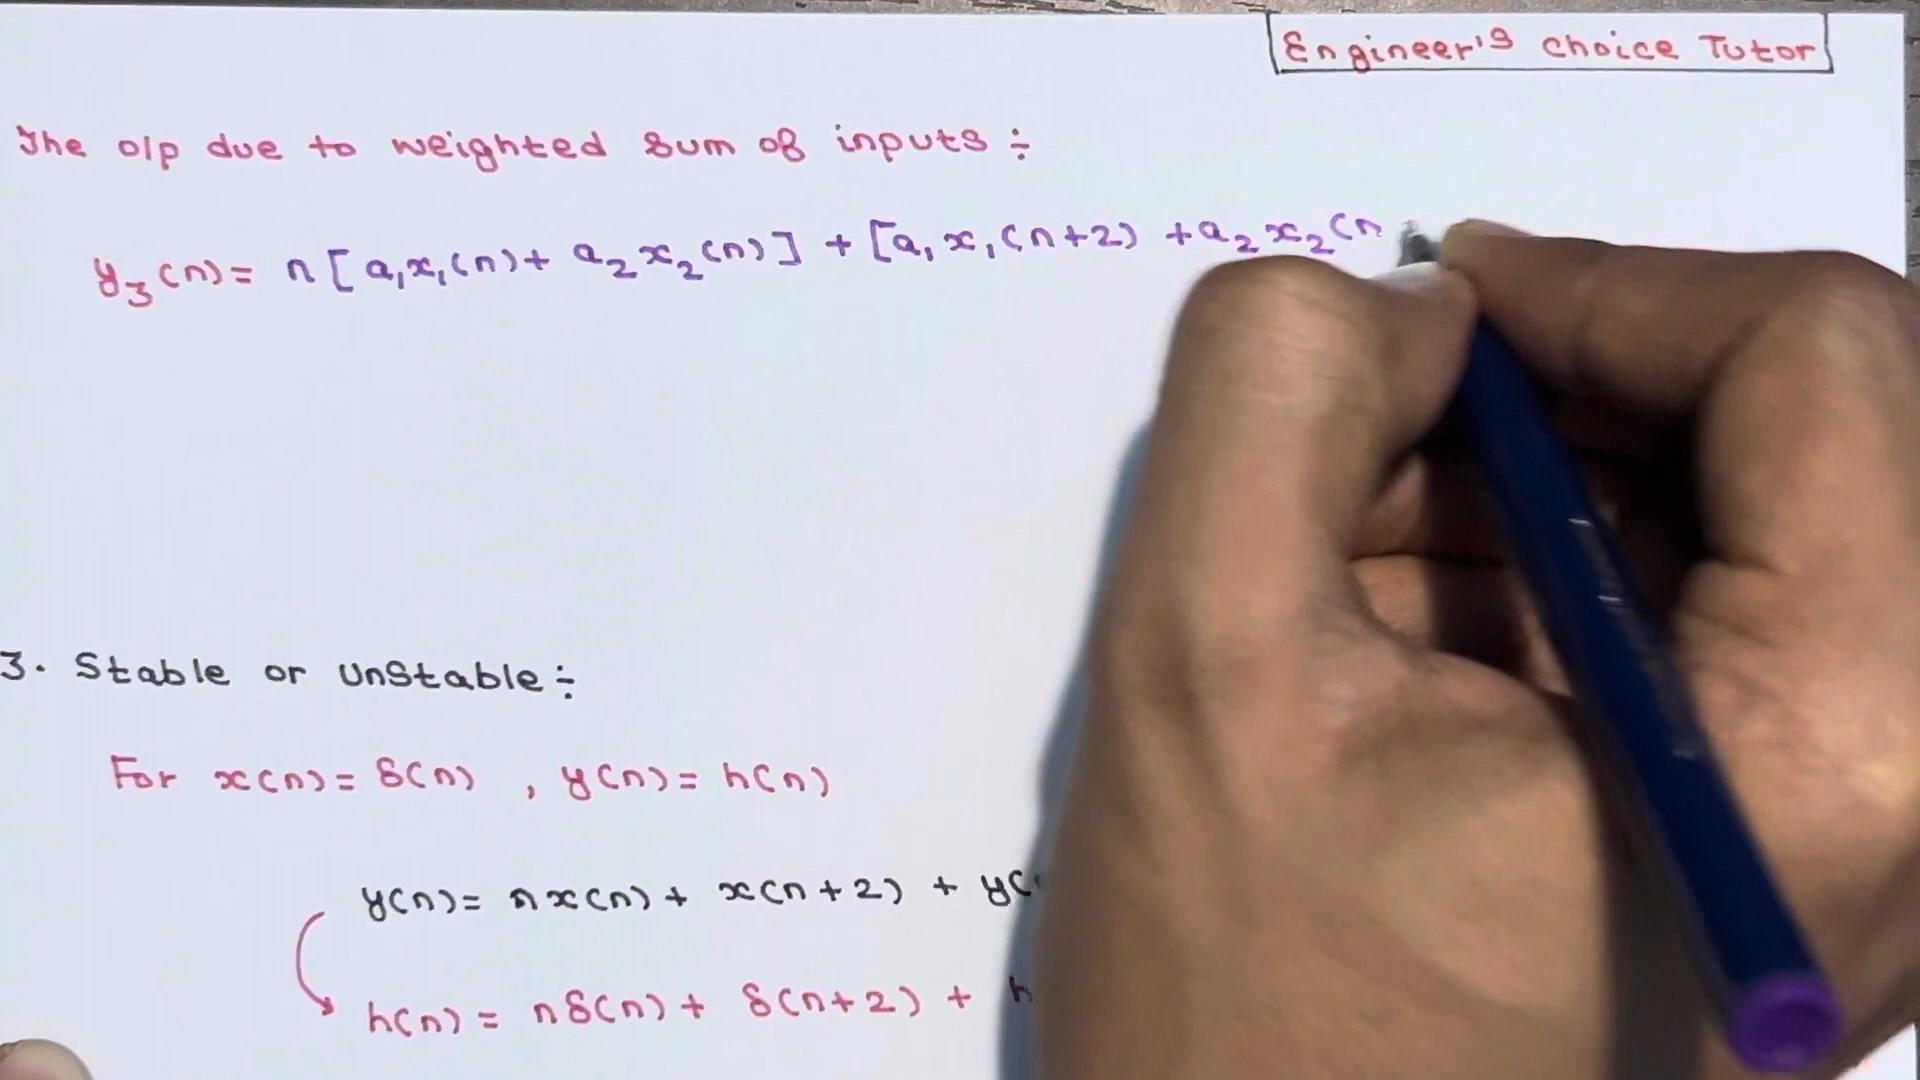 Engineer's choice Tutor
The o/p due to weighted sum of inputs ÷
y₃(n) = n[a₁x₁(n) + a₂x₂(n)] + [a₁x₁(n+2) + a₂x₂(n
3. Stable or Unstable ÷
For x(n) = δ(n) , y(n) = h(n)
y(n) = nx(n) + x(n+2) + y(
h(n) = nδ(n) + δ(n+2) + h